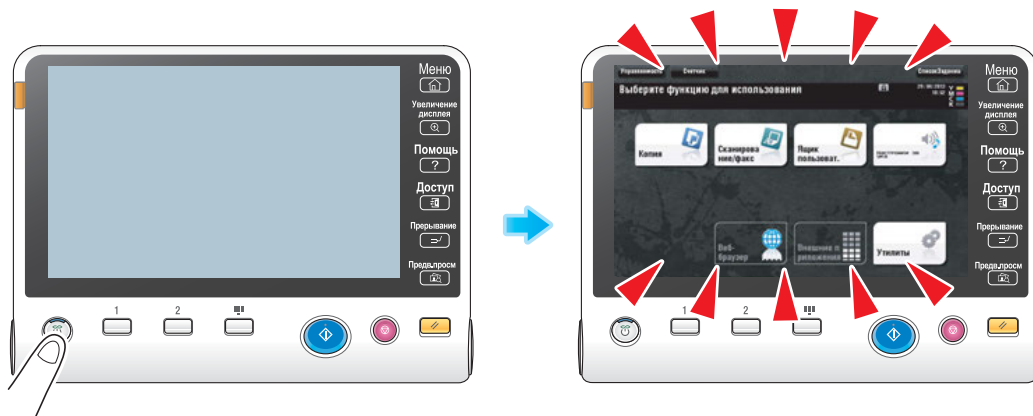 Меню
Увеличение
дисплея
Помощь
?
Доступ
Прерывание
Предв.просм
1
2
Управляемость
Счетчик
Список Задания
Выберите функцию для использования
Копия
Сканирова
ние/факс
Ящик
пользоват.
Веб-
браузер
Внешние п
риложения
Утилиты
Меню
Увеличение
дисплея
Помощь
?
Доступ
Прерывание
Предв.просм
1
2